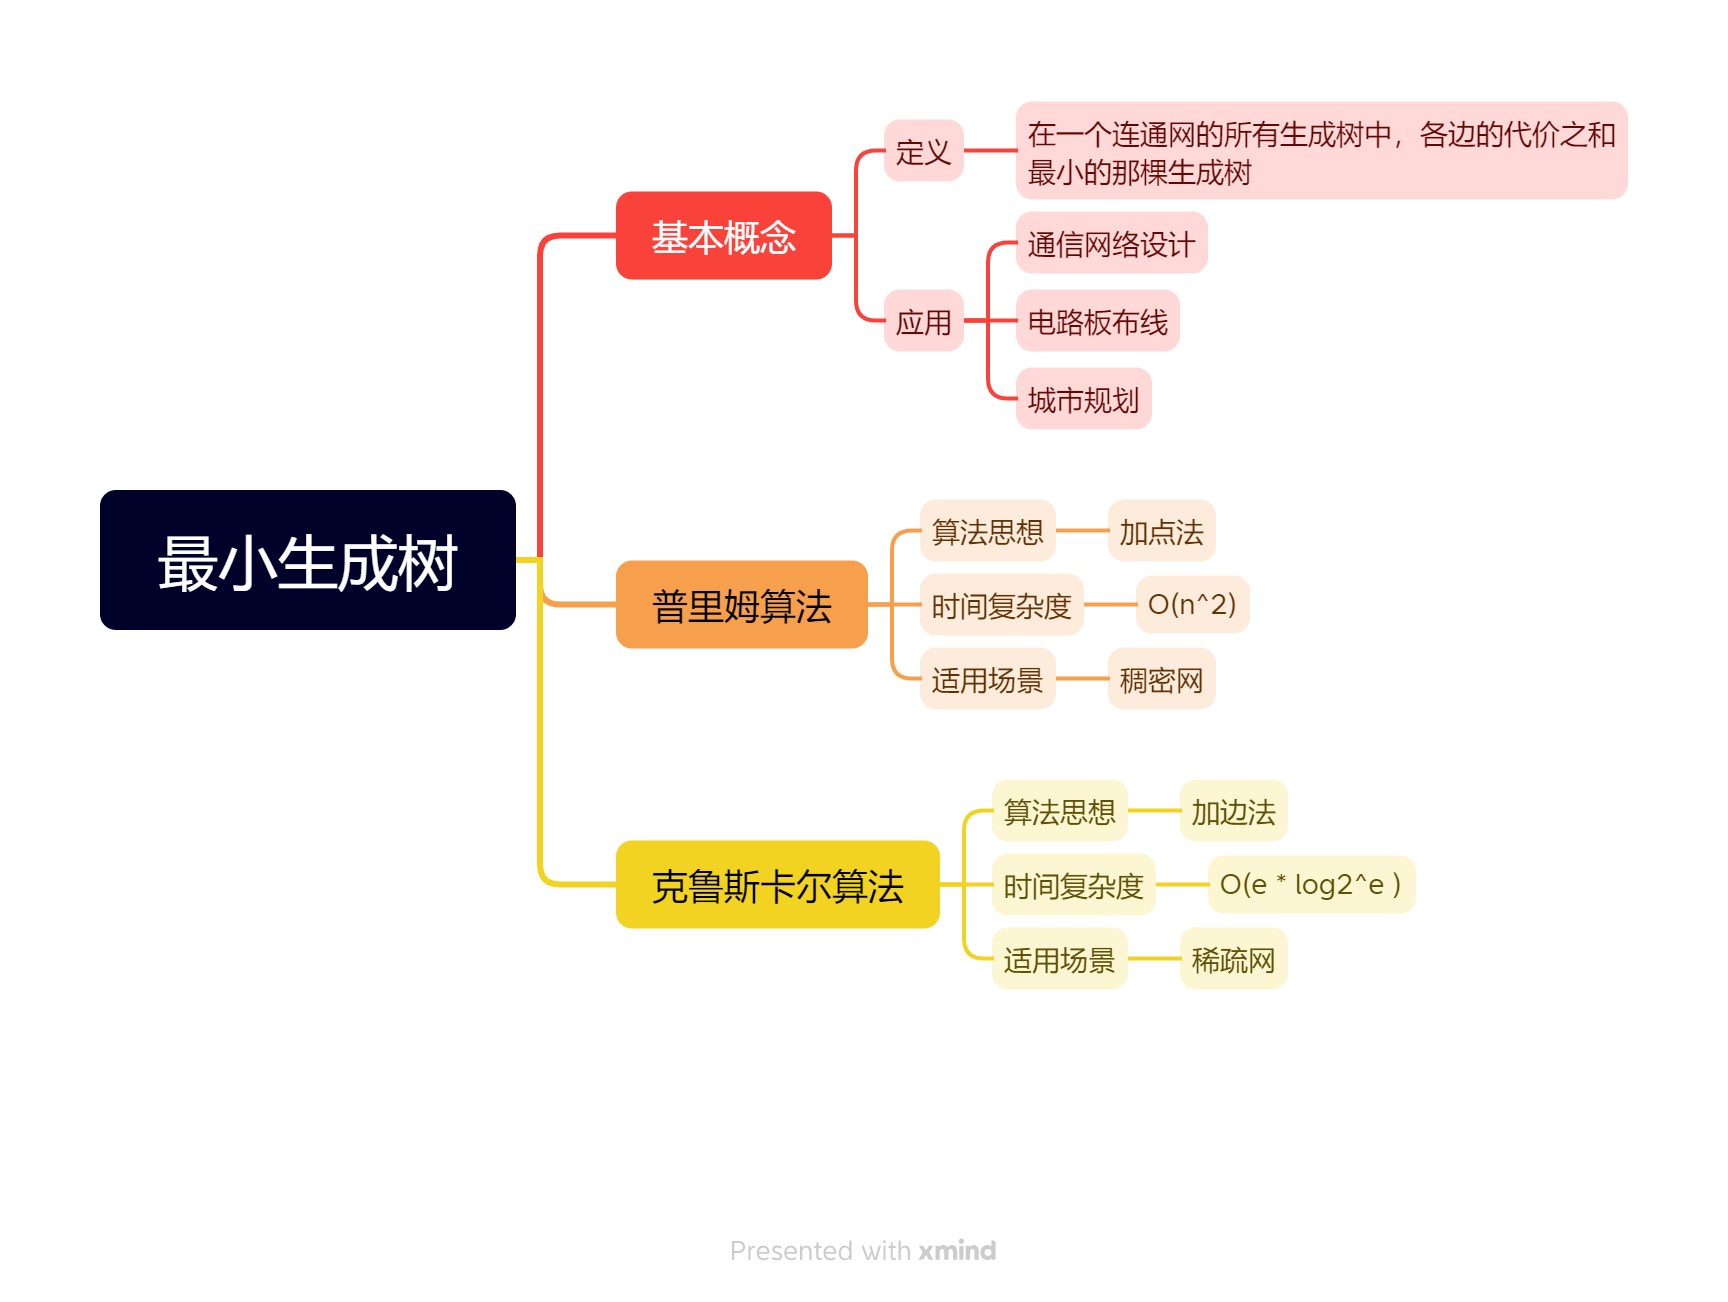 最小生成树
基本概念
定义
在一个连通网的所有生成树中，各边的代价之和
最小的那棵生成树
应用
通信网络设计
电路板布线
城市规划
普里姆算法
算法思想
加点法
时间复杂度
O(n^2)
适用场景
稠密网
克鲁斯卡尔算法
算法思想
加边法
时间复杂度
O(e * log2^e )
适用场景
稀疏网
Presented with xmind